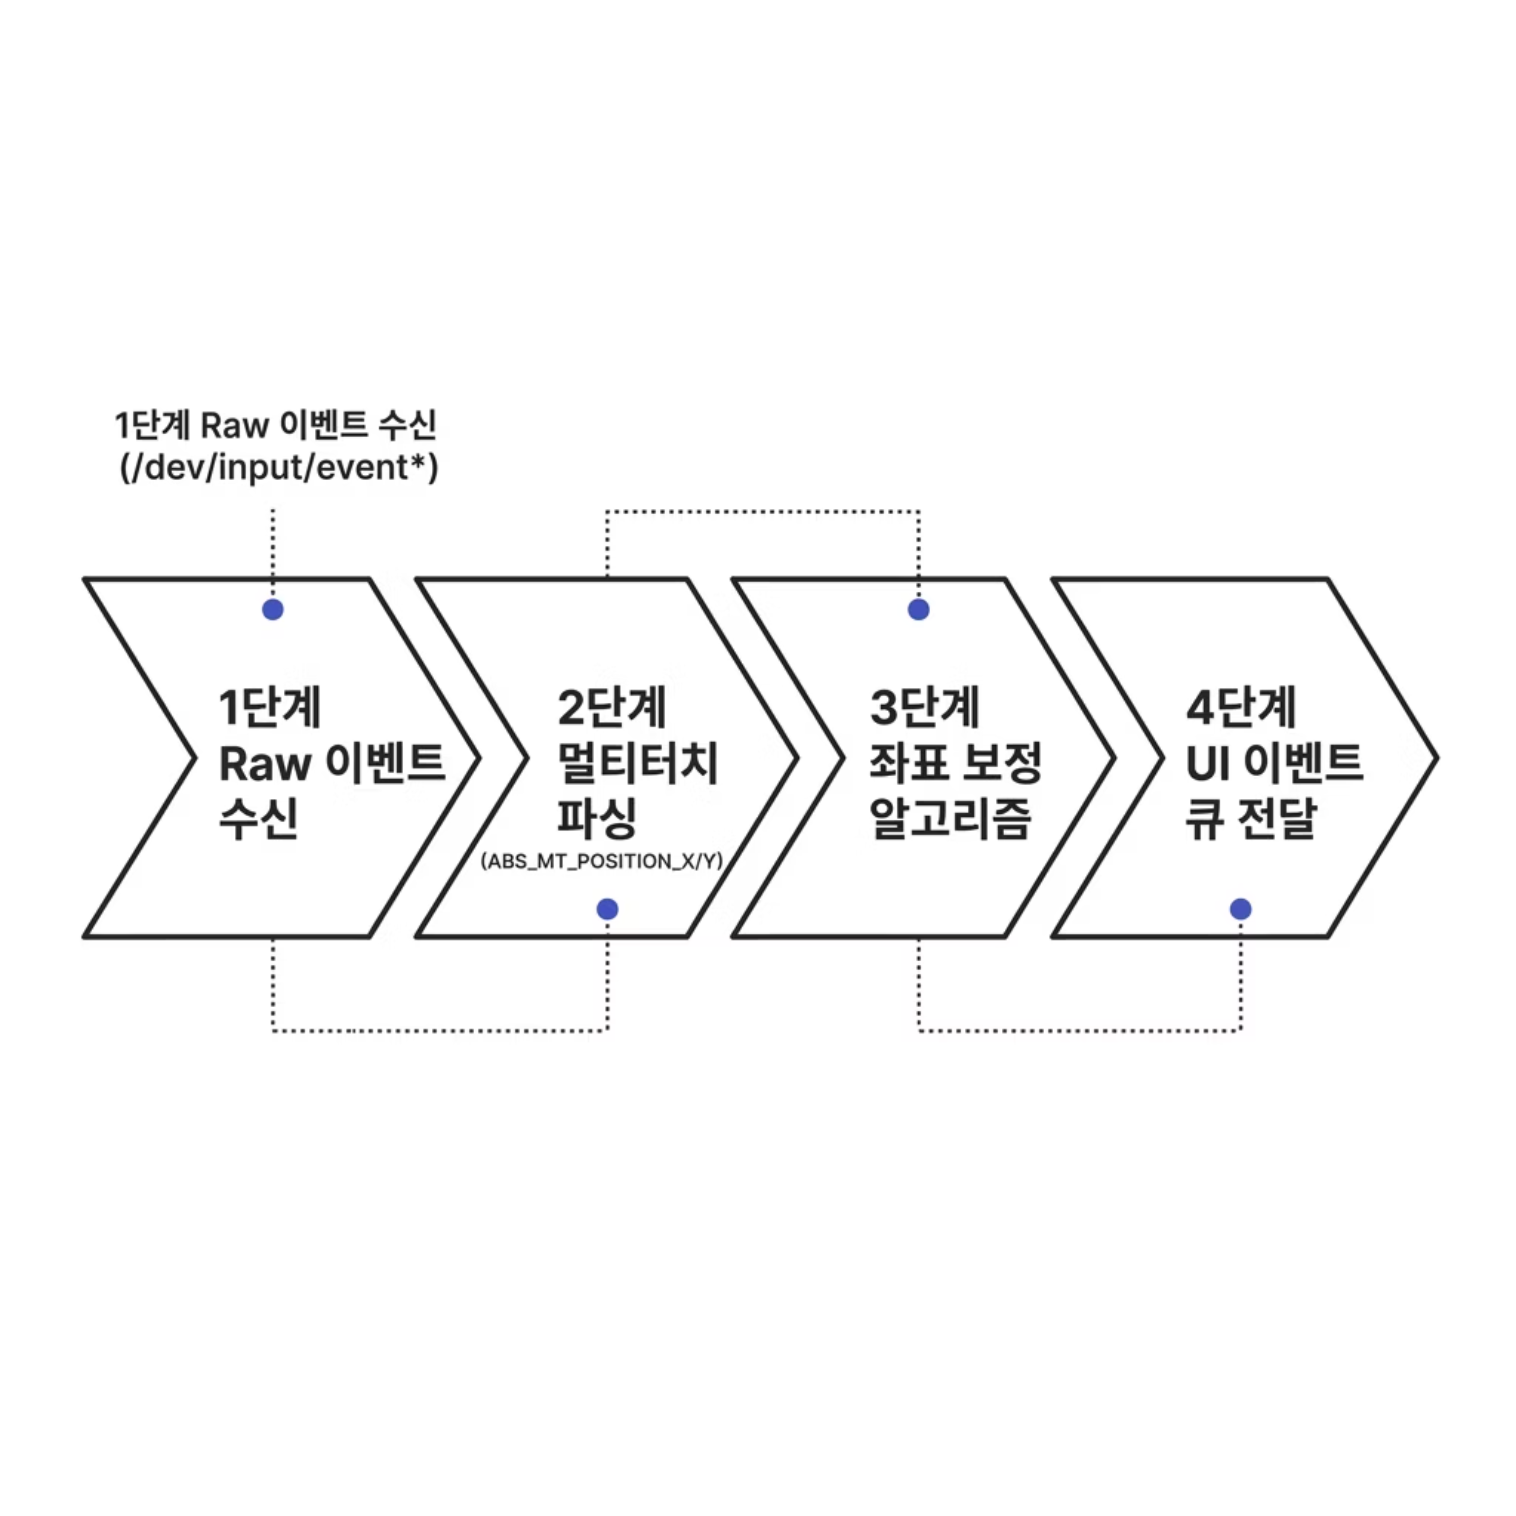 1단계 Raw 이벤트 수신
(/dev/input/event*)
1단계
Raw 이벤트
수신
2단계
멀티터치
파싱
(ABS_MT_POSITION_X/Y)
3단계
좌표 보정
알고리즘
4단계
UI 이벤트
큐 전달